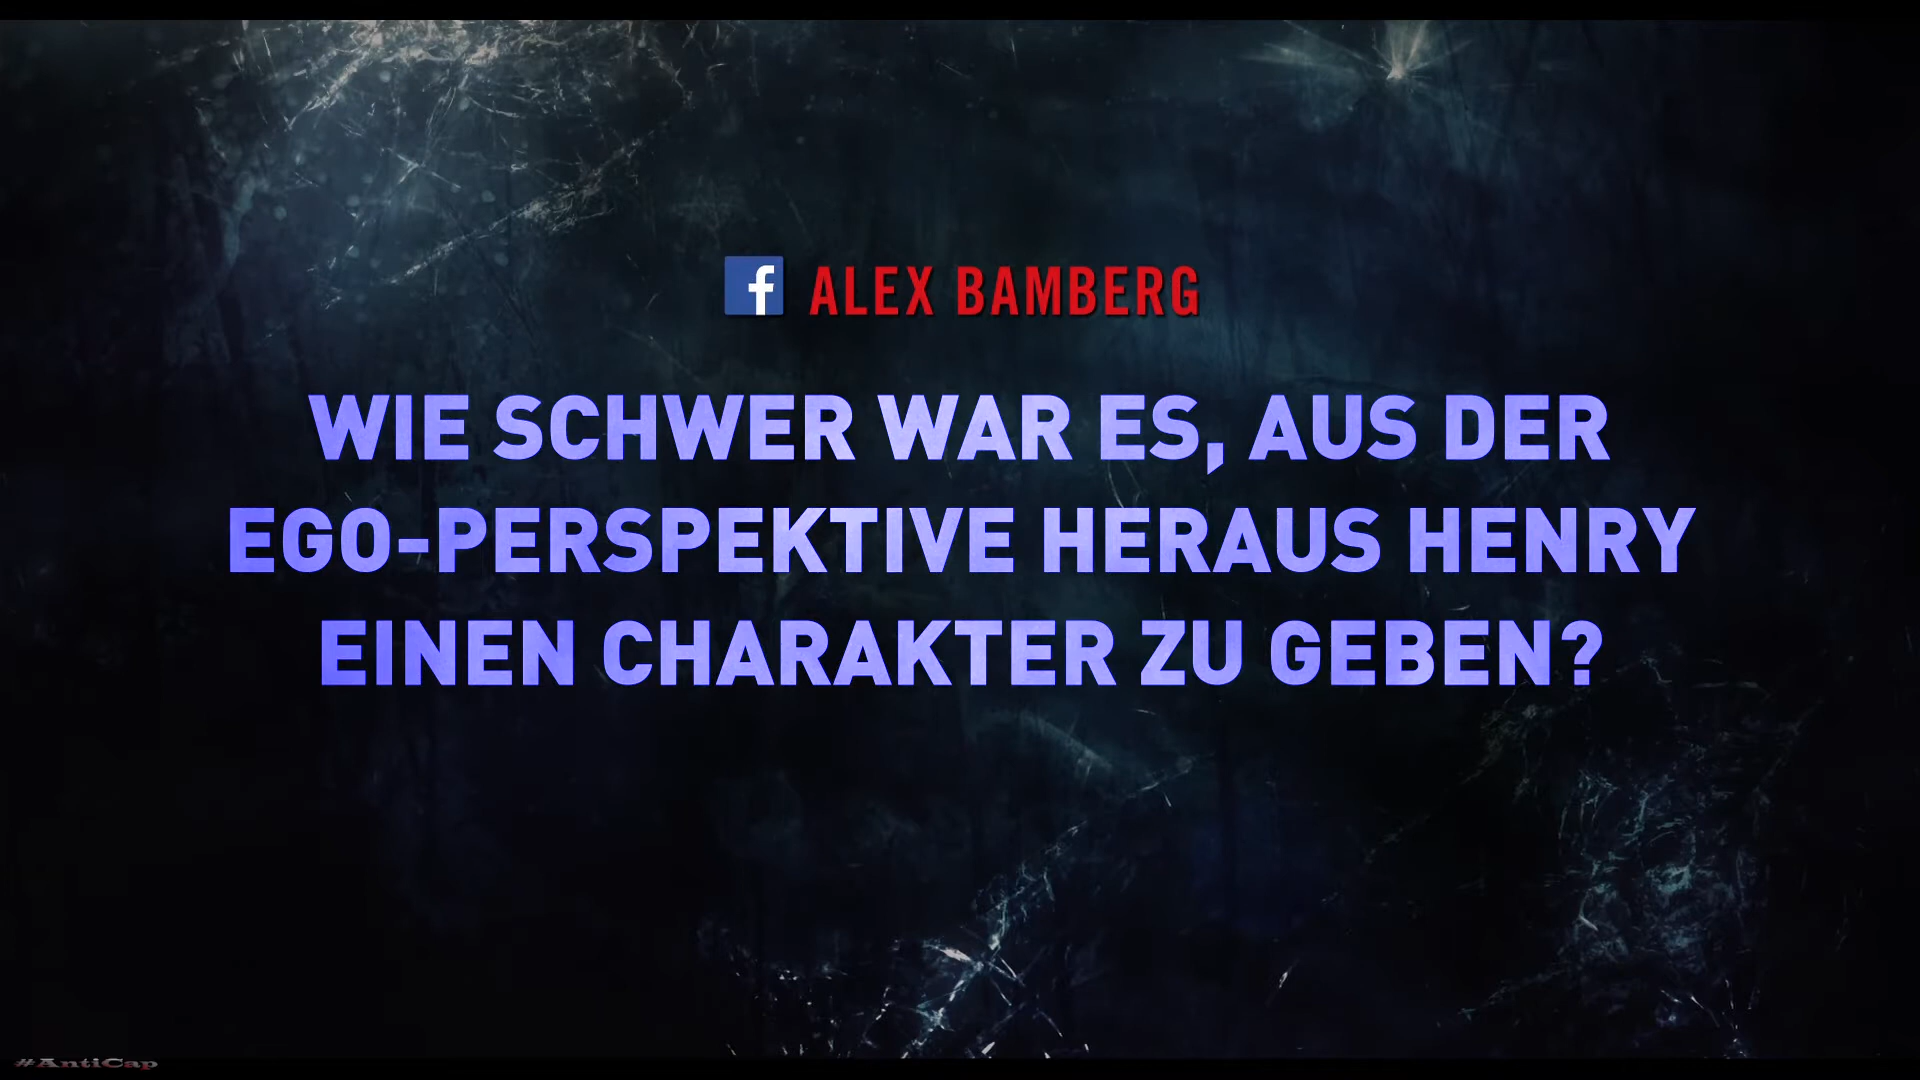 f ALEX BAMBERG
WIE SCHWER WAR ES, AUS DER
EGO-PERSPEKTIVE HERAUS HENRY
EINEN CHARAKTER ZU GEBEN?
#AntiCap